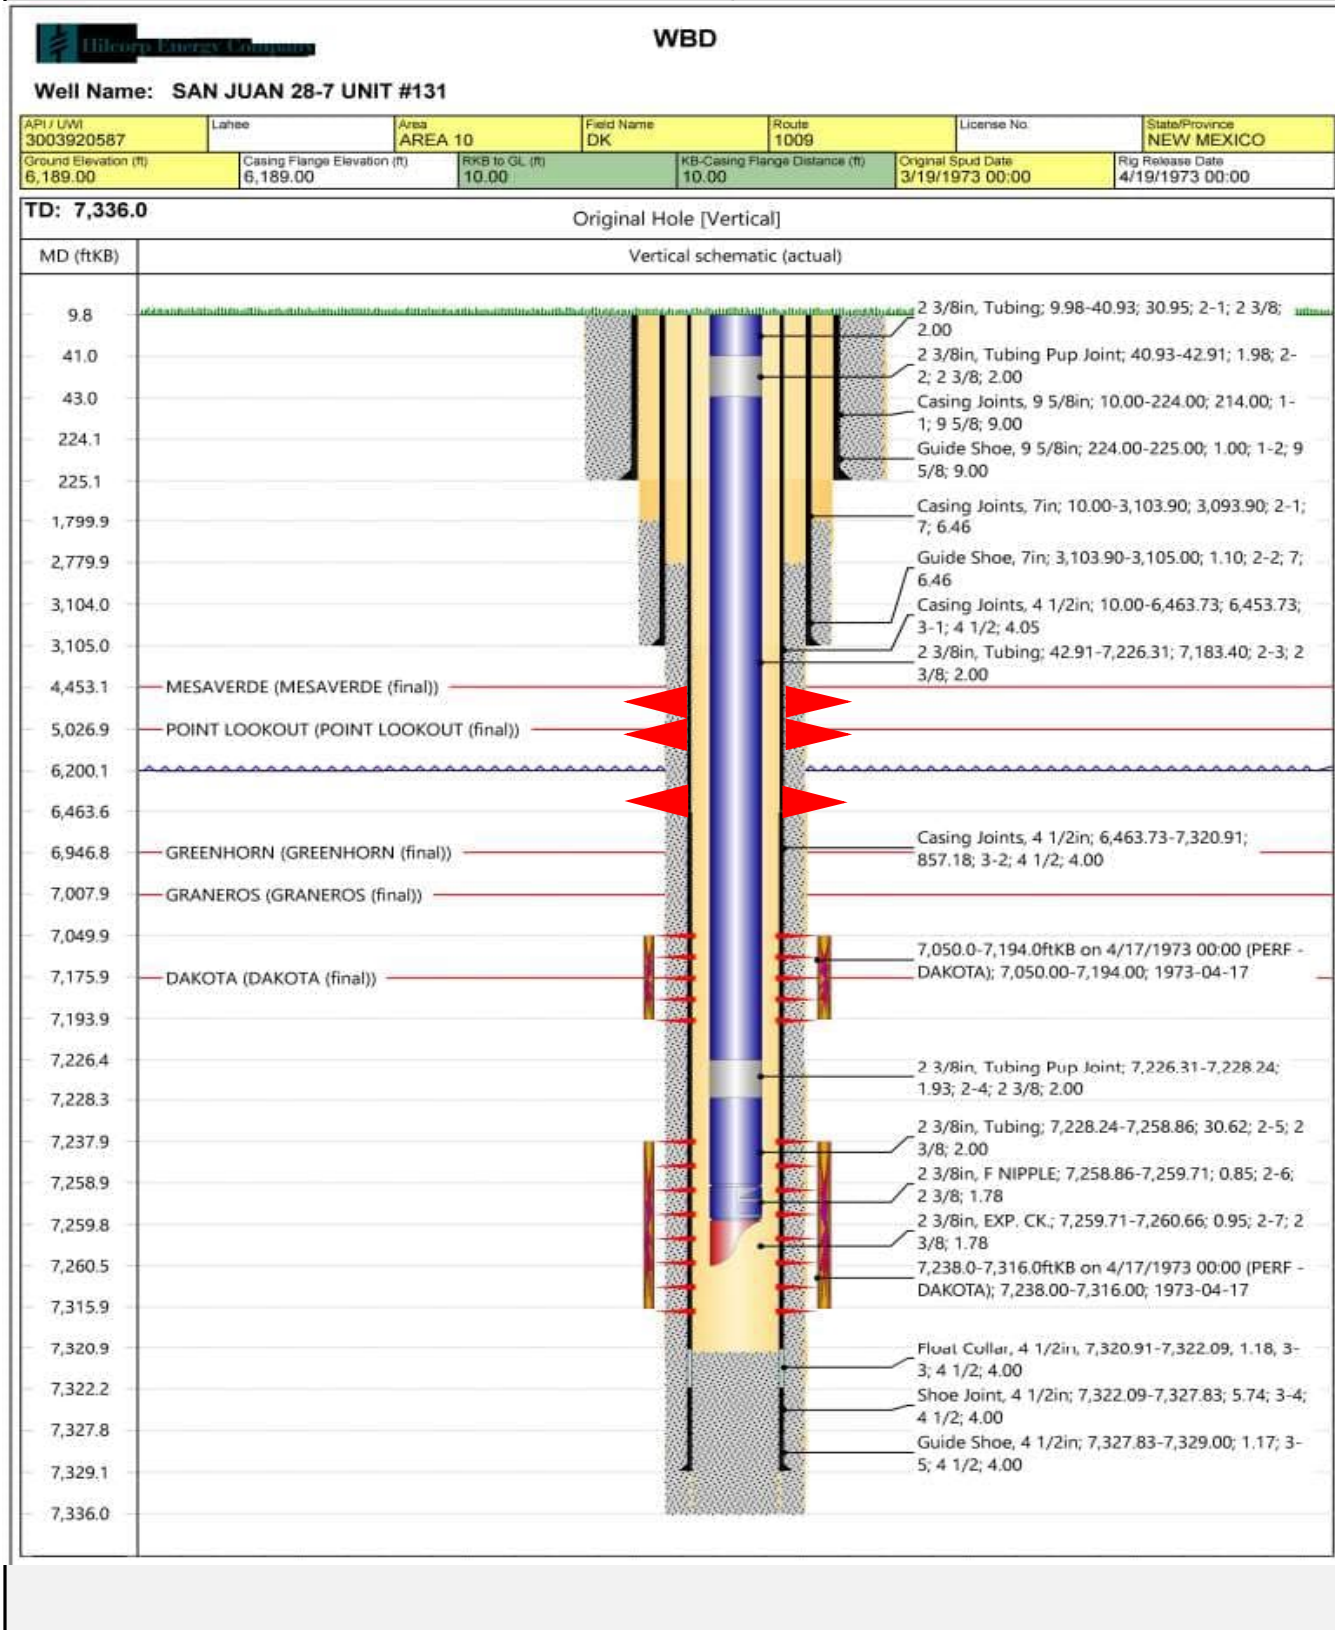 Hilcorp Energy Company
WBD
Well Name: SAN JUAN 28-7 UNIT #131
API / UWI
3003920587
Lahee
Area
AREA 10
Field Name
DK
Route
1009
License No.
State/Province
NEW MEXICO
Ground Elevation (ft)
6,189.00
Casing Flange Elevation (ft)
6,189.00
RKB to GL (ft)
10.00
KB-Casing Flange Distance (ft)
10.00
Original Spud Date
3/19/1973 00:00
Rig Release Date
4/19/1973 00:00
TD: 7,336.0
Original Hole [Vertical]
MD (ftKB)
Vertical schematic (actual)
9.8
41.0
43.0
224.1
225.1
1,799.9
2,779.9
3,104.0
3,105.0
4,453.1
5,026.9
6,200.1
6,463.6
6,946.8
7,007.9
7,049.9
7,175.9
7,193.9
7,226.4
7,228.3
7,237.9
7,258.9
7,259.8
7,260.5
7,315.9
7,320.9
7,322.2
7,327.8
7,329.1
7,336.0
MESAVERDE (MESAVERDE (final))
POINT LOOKOUT (POINT LOOKOUT (final))
GREENHORN (GREENHORN (final))
GRANEROS (GRANEROS (final))
DAKOTA (DAKOTA (final))
2 3/8in, Tubing; 9.98-40.93; 30.95; 2-1; 2 3/8;
2.00
2 3/8in, Tubing Pup Joint; 40.93-42.91; 1.98; 2-
2; 2 3/8; 2.00
Casing Joints, 9 5/8in; 10.00-224.00; 214.00; 1-
1; 9 5/8; 9.00
Guide Shoe, 9 5/8in; 224.00-225.00; 1.00; 1-2; 9
5/8; 9.00
Casing Joints, 7in; 10.00-3,103.90; 3,093.90; 2-1;
7; 6.46
Guide Shoe, 7in; 3,103.90-3,105.00; 1.10; 2-2; 7;
6.46
Casing Joints, 4 1/2in; 10.00-6,463.73; 6,453.73;
3-1; 4 1/2; 4.05
2 3/8in, Tubing; 42.91-7,226.31; 7,183.40; 2-3; 2
3/8; 2.00
Casing Joints, 4 1/2in; 6,463.73-7,320.91;
857.18; 3-2; 4 1/2; 4.00
7,050.0-7,194.0ftKB on 4/17/1973 00:00 (PERF -
DAKOTA); 7,050.00-7,194.00; 1973-04-17
2 3/8in, Tubing Pup Joint; 7,226.31-7,228.24;
1.93; 2-4; 2 3/8; 2.00
2 3/8in, Tubing; 7,228.24-7,258.86; 30.62; 2-5; 2
3/8; 2.00
2 3/8in, F NIPPLE; 7,258.86-7,259.71; 0.85; 2-6;
2 3/8; 1.78
2 3/8in, EXP. CK.; 7,259.71-7,260.66; 0.95; 2-7; 2
3/8; 1.78
7,238.0-7,316.0ftKB on 4/17/1973 00:00 (PERF -
DAKOTA); 7,238.00-7,316.00; 1973-04-17
Float Collar, 4 1/2in, 7,320.91-7,322.09, 1.18, 3-
3; 4 1/2; 4.00
Shoe Joint, 4 1/2in; 7,322.09-7,327.83; 5.74; 3-4;
4 1/2; 4.00
Guide Shoe, 4 1/2in; 7,327.83-7,329.00; 1.17; 3-
5; 4 1/2; 4.00